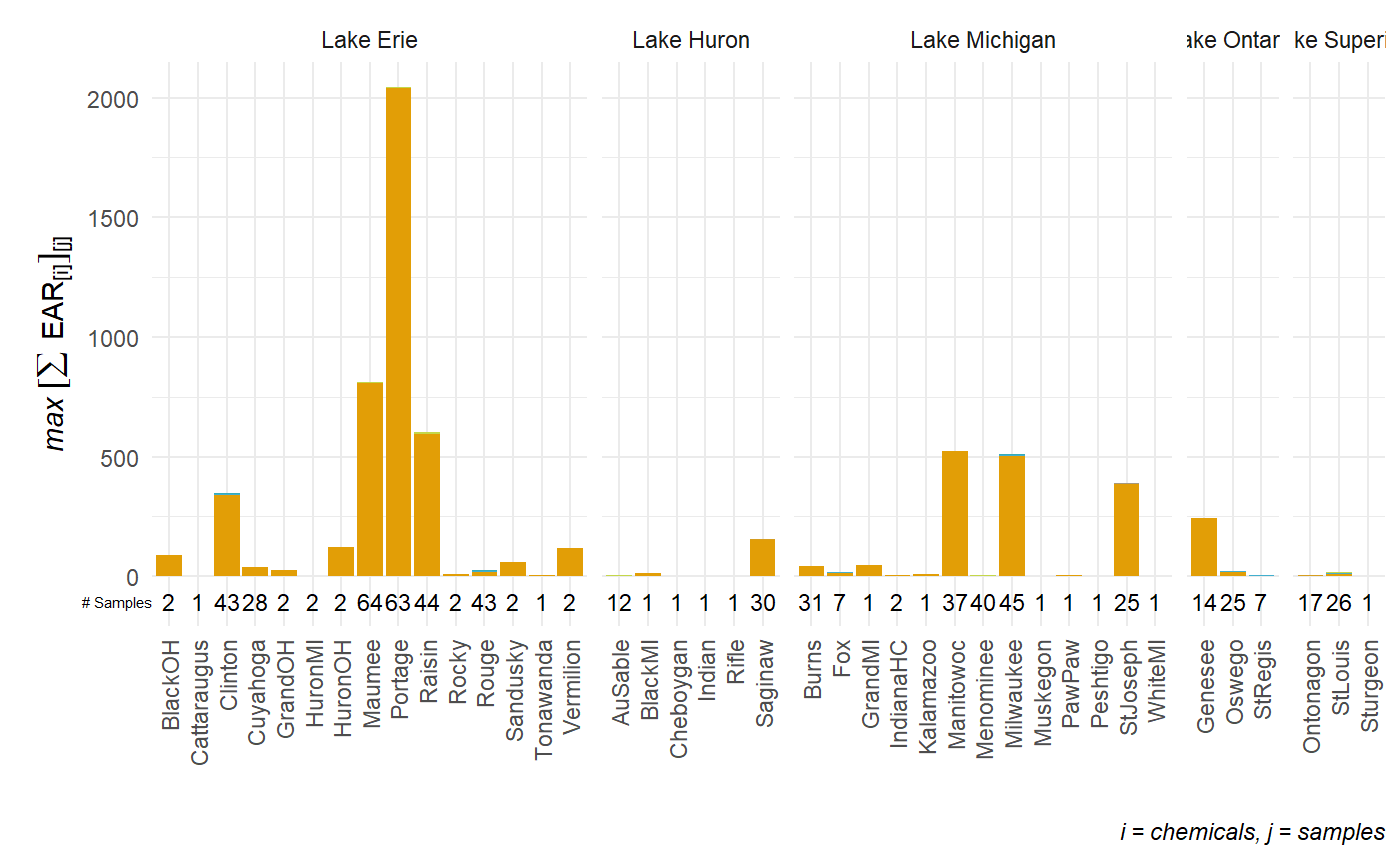 Lake Erie Lake Huron Lake Michigan ake Ontar ke Superi
max [∑ EAR[i]][j]
2000
1500
1000
500
0
# Samples 2 1 43 28 2 2 2 64 63 44 2 43 2 1 2 12 1 1 1 1 30 31 7 1 2 1 37 40 45 1 1 1 25 1 14 25 7 17 26 1
BlackOH
Cattaraugus
Clinton
Cuyahoga
GrandOH
HuronMI
HuronOH
Maumee
Portage
Raisin
Rocky
Rouge
Sandusky
Tonawanda
Vermilion
AuSable
BlackMI
Cheboygan
Indian
Rifle
Saginaw
Burns
Fox
GrandMI
IndianaHC
Kalamazoo
Manitowoc
Menominee
Milwaukee
Muskegon
PawPaw
Peshtigo
StJoseph
WhiteMI
Genesee
Oswego
StRegis
Ontonagon
StLouis
Sturgeon
i = chemicals, j = samples